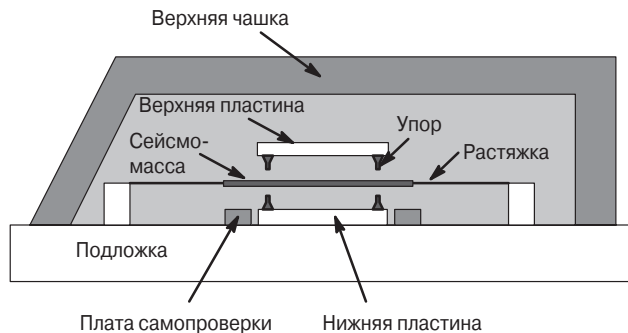 Верхняя чашка
Верхняя пластина
Упор
Сейсмо-
масса
Растяжка
Подложка
Плата самопроверки
Нижняя пластина